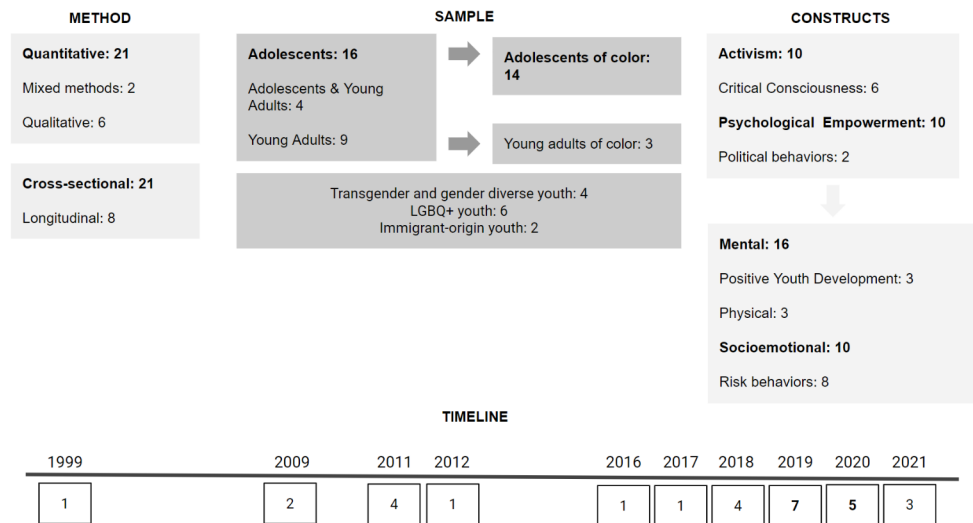 METHOD
Quantitative: 21
Mixed methods: 2
Qualitative: 6
Cross-sectional: 21
Longitudinal: 8
SAMPLE
Adolescents: 16
Adolescents & Young
Adults: 4
Young Adults: 9
Adolescents of color:
14
Young adults of color: 3
Transgender and gender diverse youth: 4
LGBQ+ youth: 6
Immigrant-origin youth: 2
CONSTRUCTS
Activism: 10
Critical Consciousness: 6
Psychological Empowerment: 10
Political behaviors: 2
Mental: 16
Positive Youth Development: 3
Physical: 3
Socioemotional: 10
Risk behaviors: 8
TIMELINE
1999 2009 2011 2012 2016 2017 2018 2019 2020 2021
1 2 4 1 1 1 4 7 5 3